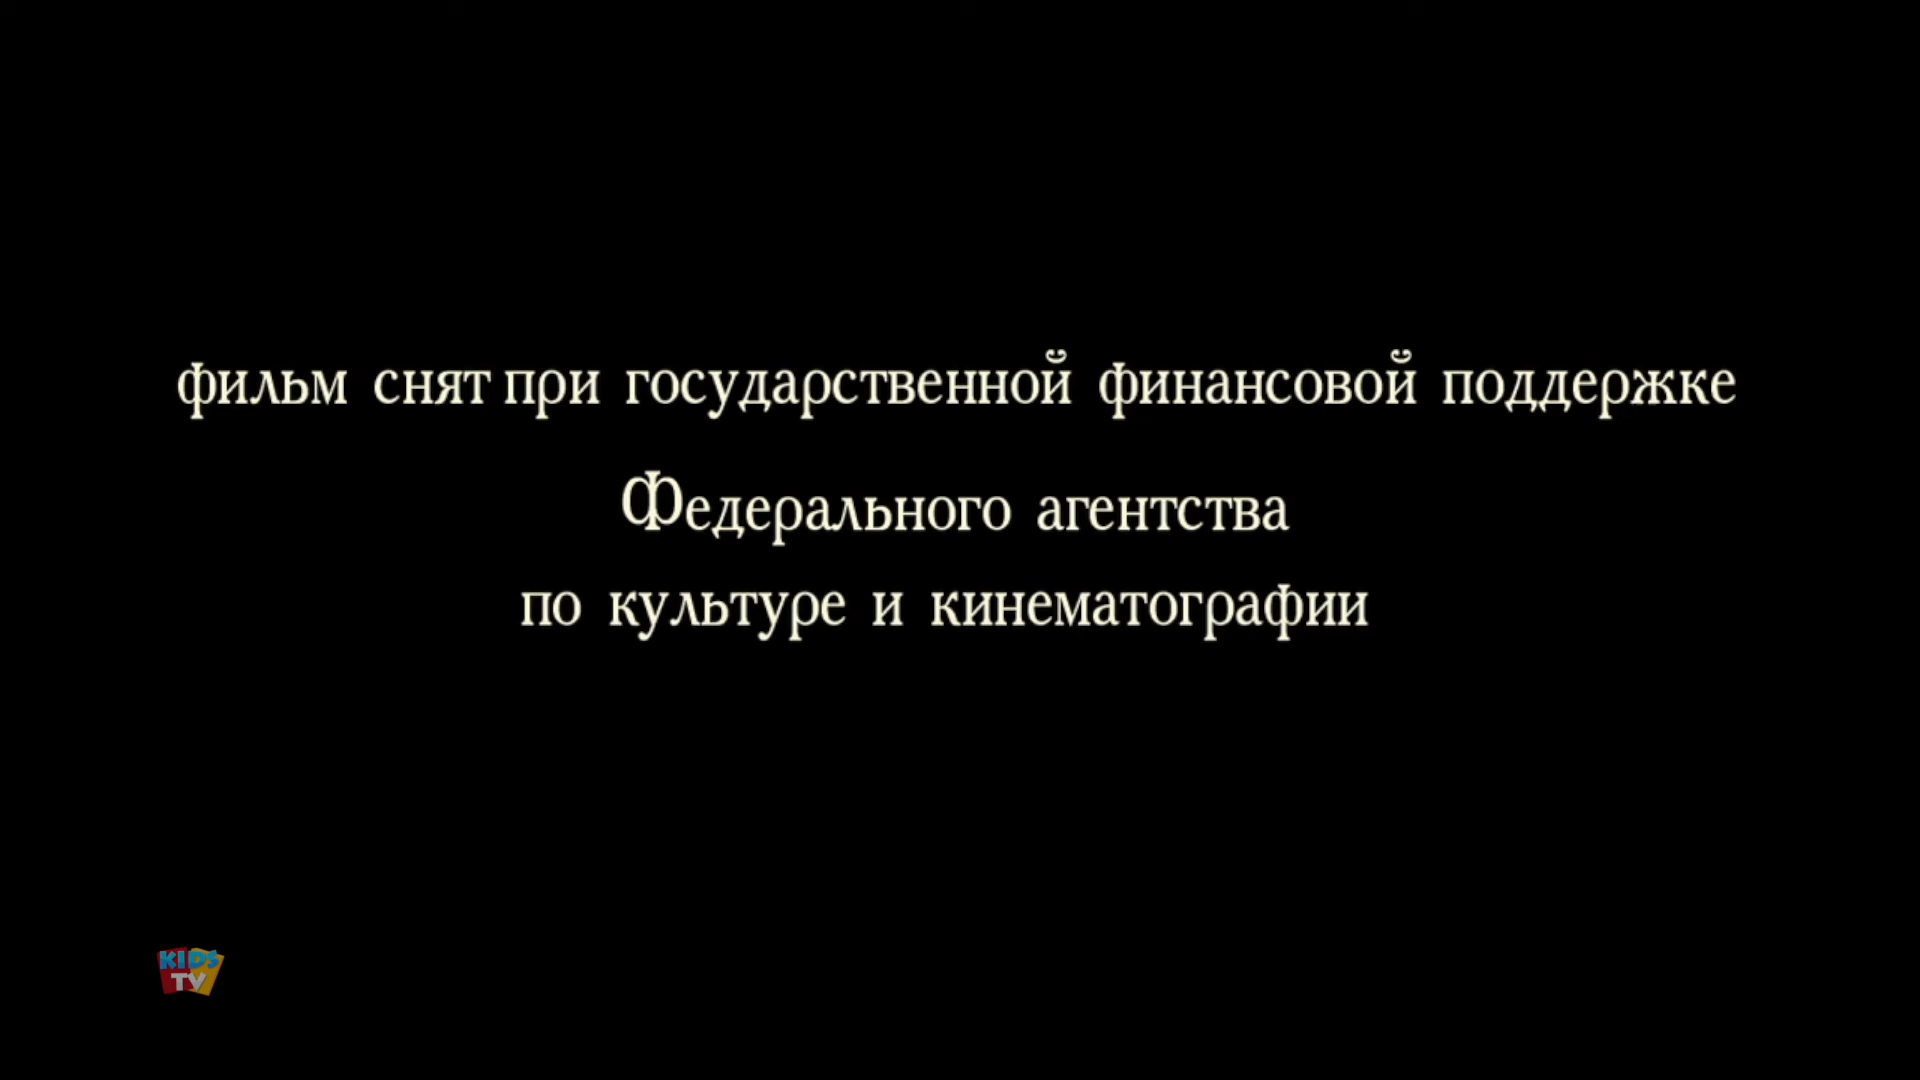 фильм снят при государственной финансовой поддержке
Федерального агентства
по культуре и кинематографии
KIDS
TV